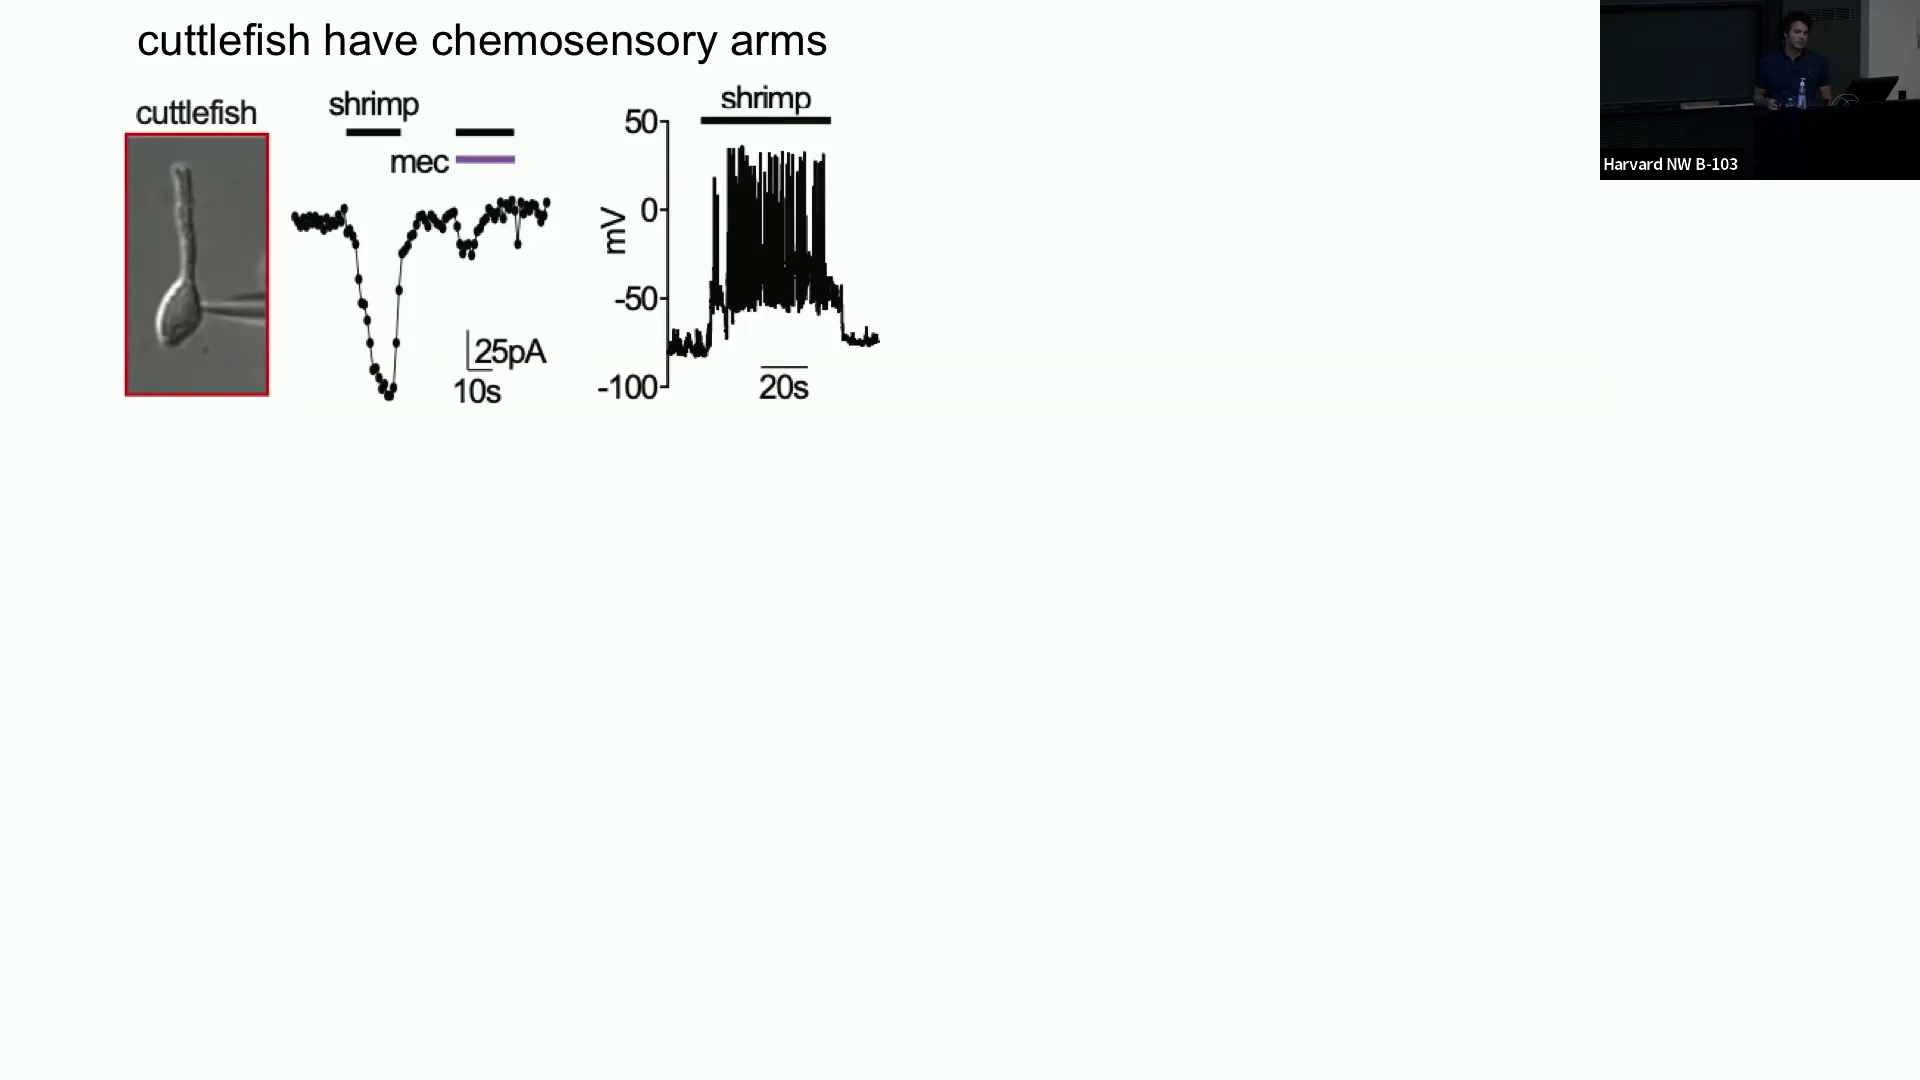 cuttlefish have chemosensory arms
cuttlefish
shrimp
mec
25pA
10s
shrimp
50
0
-50
-100
mV
20s
Harvard NW B-103